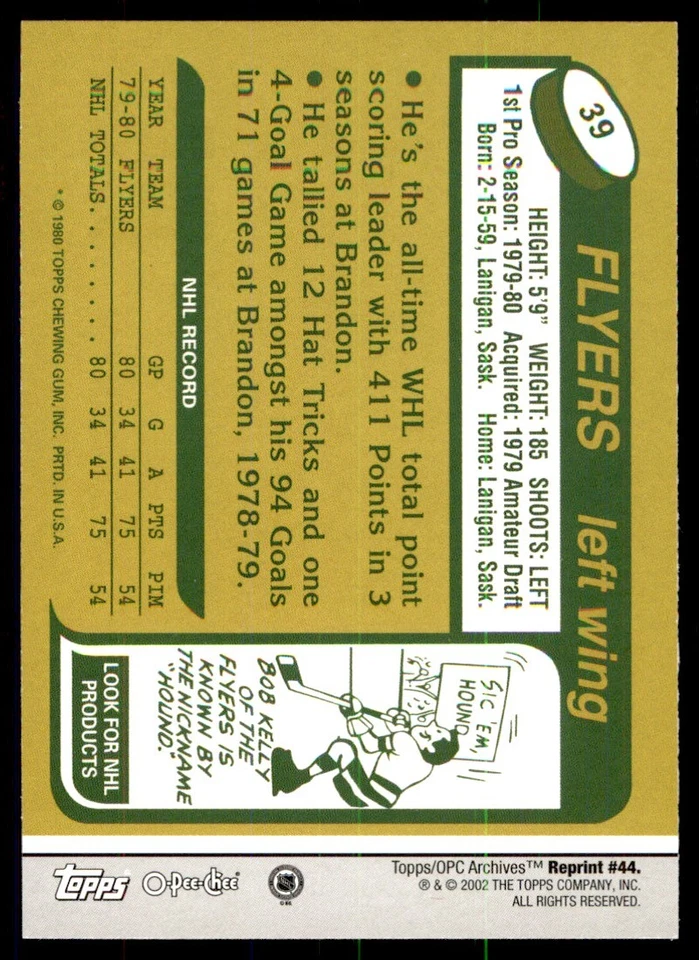 39
FLYERS left wing
HEIGHT: 5'9" WEIGHT: 185 SHOOTS: LEFT
1st Pro Season: 1979-80 Acquired: 1979 Amateur Draft
Born: 2-15-59, Lanigan, Sask. Home: Lanigan, Sask.
• He's the all-time WHL total point
scoring leader with 411 Points in 3
seasons at Brandon.
• He tallied 12 Hat Tricks and one
4-Goal Game amongst his 94 Goals
in 71 games at Brandon, 1978-79.
NHL RECORD
YEAR TEAM GP G A PTS PIM
79-80 FLYERS 80 34 41 75 54
NHL TOTALS......... 80 34 41 75 54
* © 1980 TOPPS CHEWING GUM, INC. PRTD. IN U.S.A.
SIC 'EM,
HOUND
BOB KELLY
OF THE
FLYERS IS
KNOWN BY
THE NICKNAME
"HOUND."
LOOK FOR NHL
PRODUCTS
Topps O-Pee-Chee
Topps/OPC Archives™ Reprint #44.
® & © 2002 THE TOPPS COMPANY, INC.
ALL RIGHTS RESERVED.